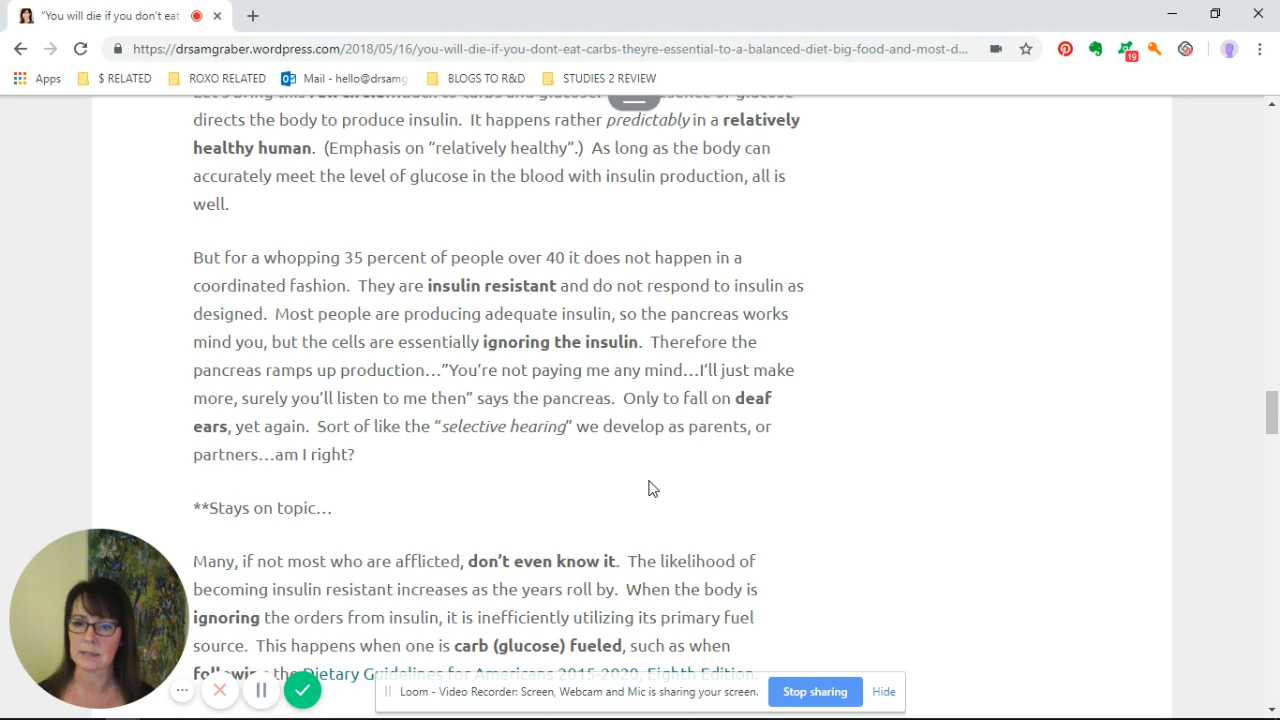 "You will die if you don't eat
https://drsamgraber.wordpress.com/2018/05/16/you-will-die-if-you-dont-eat-carbs-theyre-essential-to-a-balanced-diet-big-food-and-most-d...
19
Apps
$ RELATED
ROXO RELATED
Mail - hello@drsamg
BLOGS TO R&D
STUDIES 2 REVIEW
directs the body to produce insulin. It happens rather predictably in a relatively
healthy human. (Emphasis on “relatively healthy”.) As long as the body can
accurately meet the level of glucose in the blood with insulin production, all is
well.
But for a whopping 35 percent of people over 40 it does not happen in a
coordinated fashion. They are insulin resistant and do not respond to insulin as
designed. Most people are producing adequate insulin, so the pancreas works
mind you, but the cells are essentially ignoring the insulin. Therefore the
pancreas ramps up production…”You’re not paying me any mind…I’ll just make
more, surely you’ll listen to me then” says the pancreas. Only to fall on deaf
ears, yet again. Sort of like the “selective hearing” we develop as parents, or
partners…am I right?
**Stays on topic…
Many, if not most who are afflicted, don’t even know it. The likelihood of
becoming insulin resistant increases as the years roll by. When the body is
ignoring the orders from insulin, it is inefficiently utilizing its primary fuel
source. This happens when one is carb (glucose) fueled, such as when
following the Dietary Guidelines for Americans 2015-2020, Eighth Edition.
Loom - Video Recorder: Screen, Webcam and Mic is sharing your screen.
Stop sharing
Hide